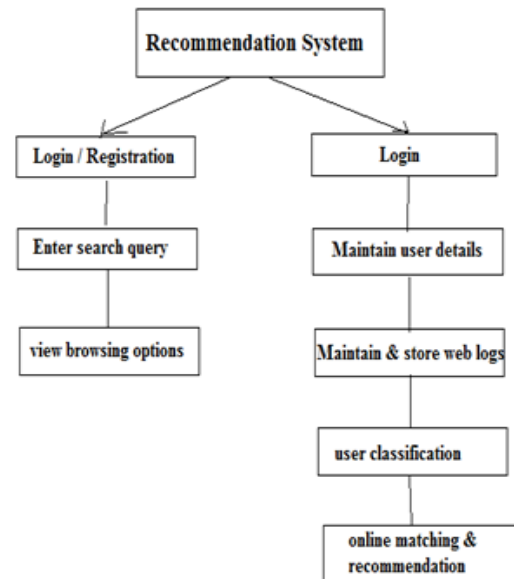 Recommendation System
Login / Registration
Enter search query
view browsing options
Login
Maintain user details
Maintain & store web logs
user classification
online matching &
recommendation